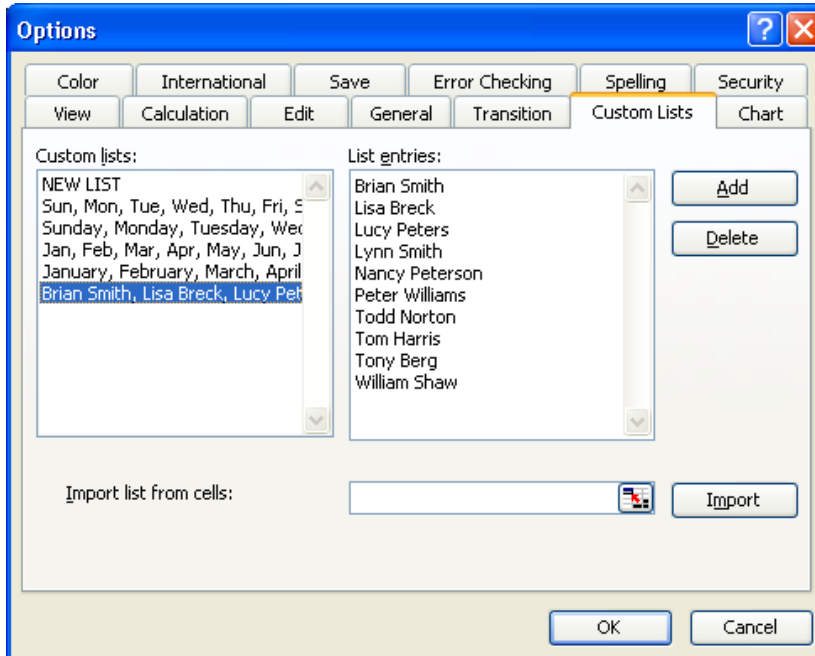 Options
Color International Save Error Checking Spelling Security
View Calculation Edit General Transition Custom Lists Chart
Custom lists:
NEW LIST
Sun, Mon, Tue, Wed, Thu, Fri, S
Sunday, Monday, Tuesday, Wed
Jan, Feb, Mar, Apr, May, Jun, J
January, February, March, April
Brian Smith, Lisa Breck, Lucy Pet
List entries:
Brian Smith
Lisa Breck
Lucy Peters
Lynn Smith
Nancy Peterson
Peter Williams
Todd Norton
Tom Harris
Tony Berg
William Shaw
Add
Delete
Import list from cells:
Import
OK Cancel